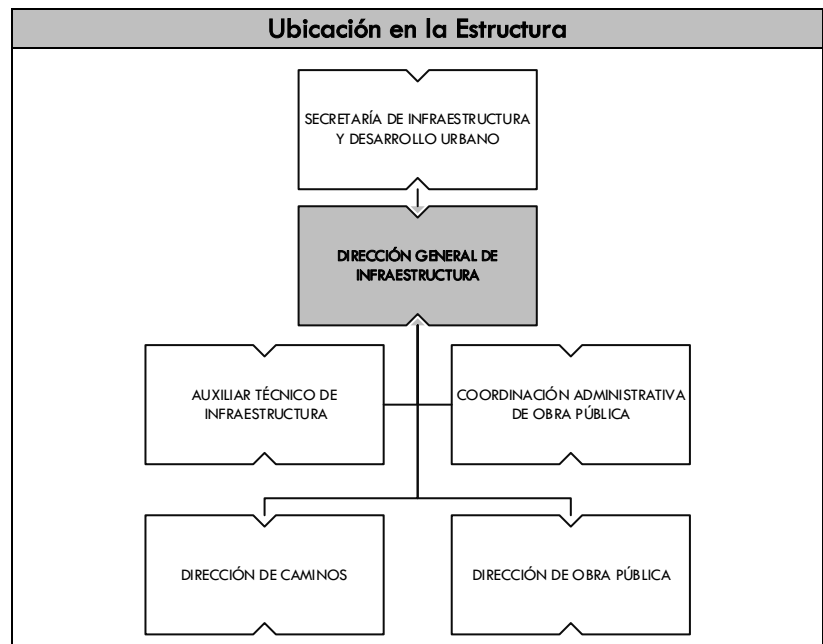 Ubicación en la Estructura
SECRETARÍA DE INFRAESTRUCTURA
Y DESARROLLO URBANO
DIRECCIÓN GENERAL DE
INFRAESTRUCTURA
AUXILIAR TÉCNICO DE
INFRAESTRUCTURA
COORDINACIÓN ADMINISTRATIVA
DE OBRA PÚBLICA
DIRECCIÓN DE CAMINOS
DIRECCIÓN DE OBRA PÚBLICA